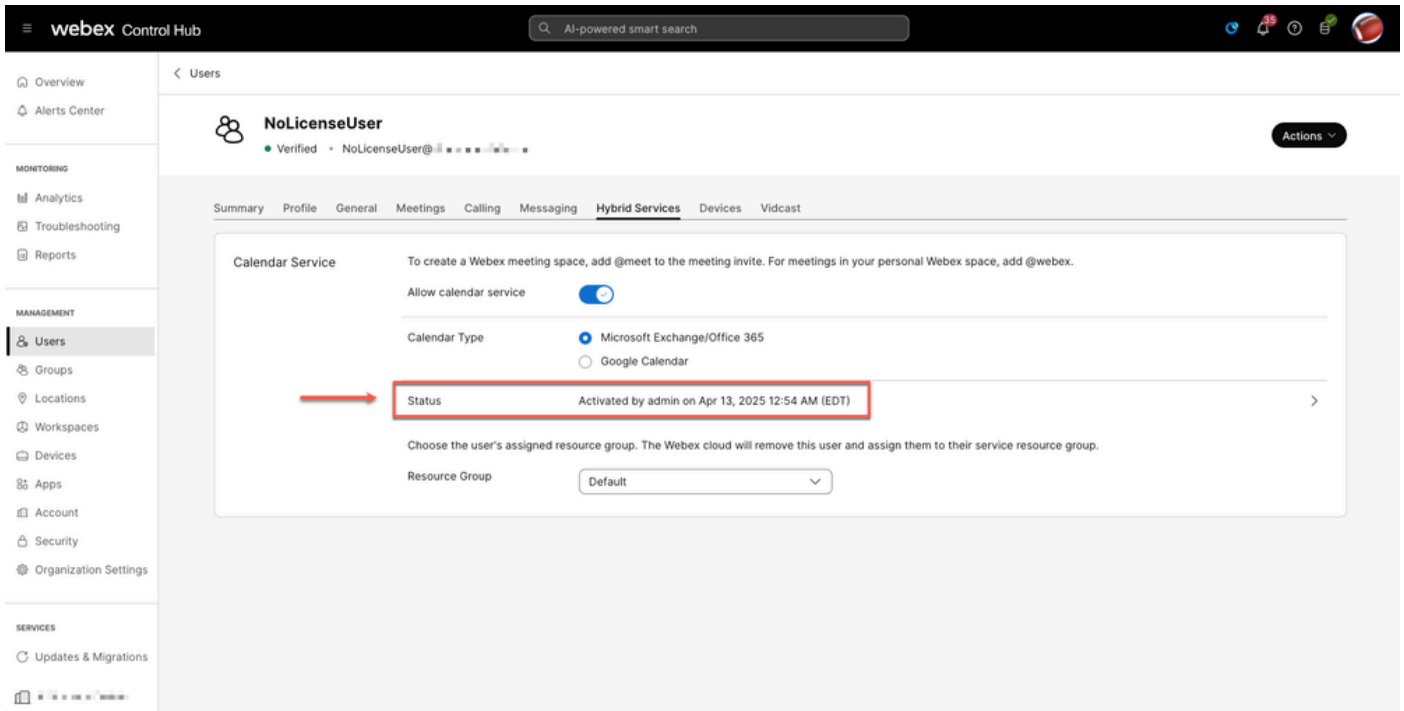 webex Control Hub
AI-powered smart search
35
Overview
Alerts Center
MONITORING
Analytics
Troubleshooting
Reports
MANAGEMENT
Users
Groups
Locations
Workspaces
Devices
Apps
Account
Security
Organization Settings
SERVICES
Updates & Migrations
Users
NoLicenseUser
Verified • NoLicenseUser@
Actions
Summary Profile General Meetings Calling Messaging Hybrid Services Devices Vidcast
Calendar Service
To create a Webex meeting space, add @meet to the meeting invite. For meetings in your personal Webex space, add @webex.
Allow calendar service
Calendar Type
Microsoft Exchange/Office 365
Google Calendar
Status Activated by admin on Apr 13, 2025 12:54 AM (EDT)
Choose the user's assigned resource group. The Webex cloud will remove this user and assign them to their service resource group.
Resource Group Default